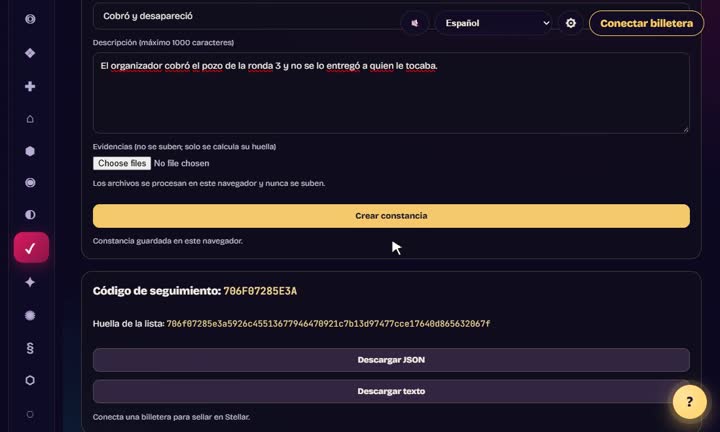 Cobró y desapareció
Español
Conectar billetera
Descripción (máximo 1000 caracteres)
El organizador cobró el pozo de la ronda 3 y no se lo entregó a quien le tocaba.
Evidencias (no se suben; solo se calcula su huella)
Choose files No file chosen
Los archivos se procesan en este navegador y nunca se suben.
Crear constancia
Constancia guardada en este navegador.
Código de seguimiento: 706F07285E3A
Huella de la lista: 706f07285e3a5926c45513677946470921c7b13d97477cce17640d865632067f
Descargar JSON
Descargar texto
?
Conecta una billetera para sellar en Stellar.